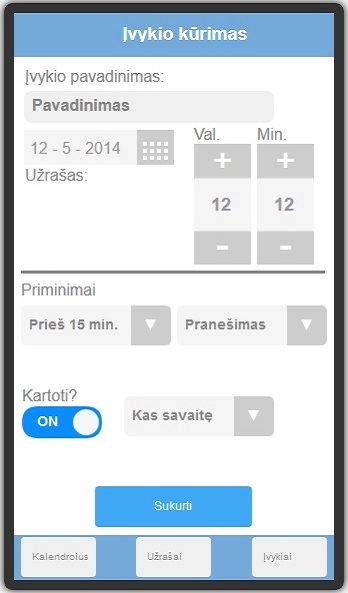 Įvykio kūrimas
Įvykio pavadinimas:
Pavadinimas
Val. Min.
12 - 5 - 2014
+ +
Užrašas:
12 12
- -
Priminimai
Prieš 15 min. Pranešimas
Kartoti?
ON Kas savaitę
Sukurti
Kalendroius Užrašai Įvykiai